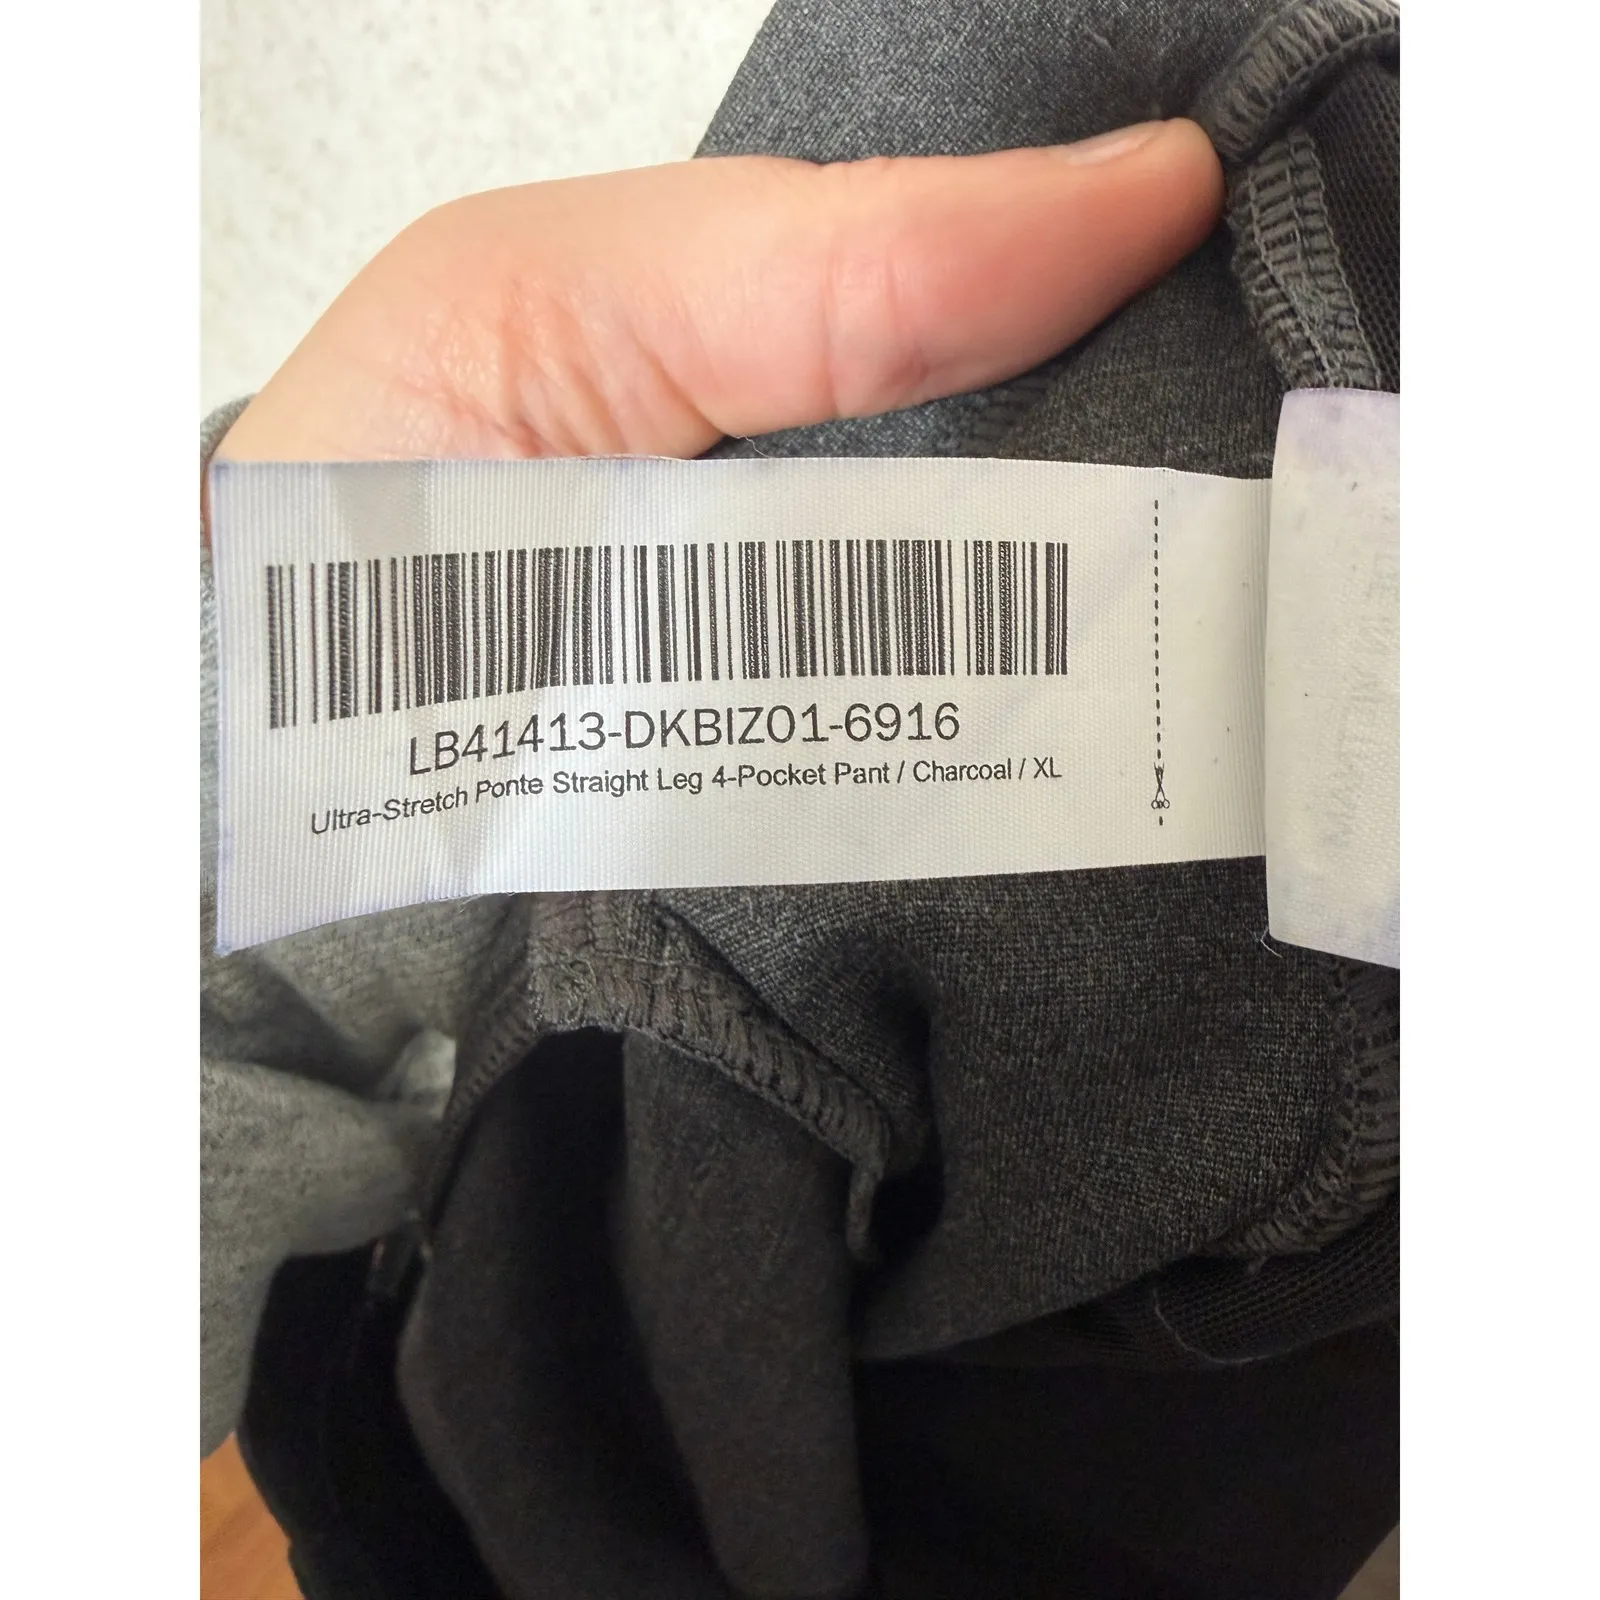 LB41413-DKBIZ01-6916
Ultra-Stretch Ponte Straight Leg 4-Pocket Pant / Charcoal / XL